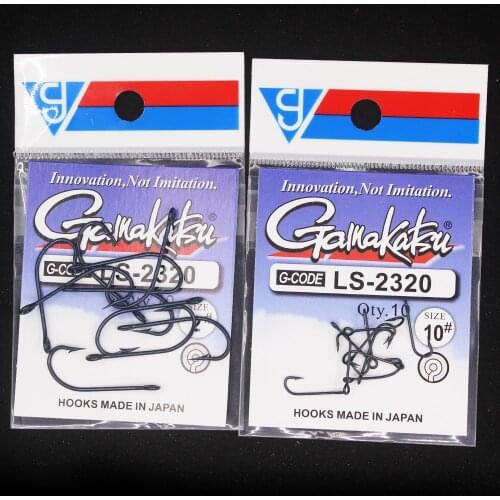 Innovation, Not Imitation.
Gamakatsu®
G-CODE LS-2320
HOOKS MADE IN JAPAN
Innovation, Not Imitation.
Gamakatsu®
G-CODE LS-2320
Qty. 10
SIZE
10#
HOOKS MADE IN JAPAN